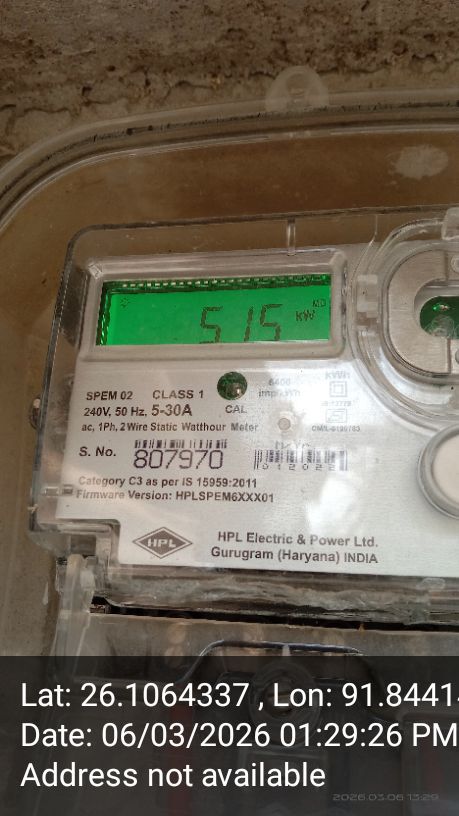 MD
515 kW
SPEM 02 CLASS 1
240V, 50 Hz, 5-30A
ac, 1Ph, 2 Wire Static Watthour Meter
CAL
6400 imp/kWh
S. No. 807970
M/Yr.
012022
Category C3 as per IS 15959:2011
Firmware Version: HPLSPEM6XXX01
HPL
HPL Electric & Power Ltd.
Gurugram (Haryana) INDIA
Lat: 26.1064337 , Lon: 91.8441
Date: 06/03/2026 01:29:26 PM
Address not available
2026.03.06 13:29